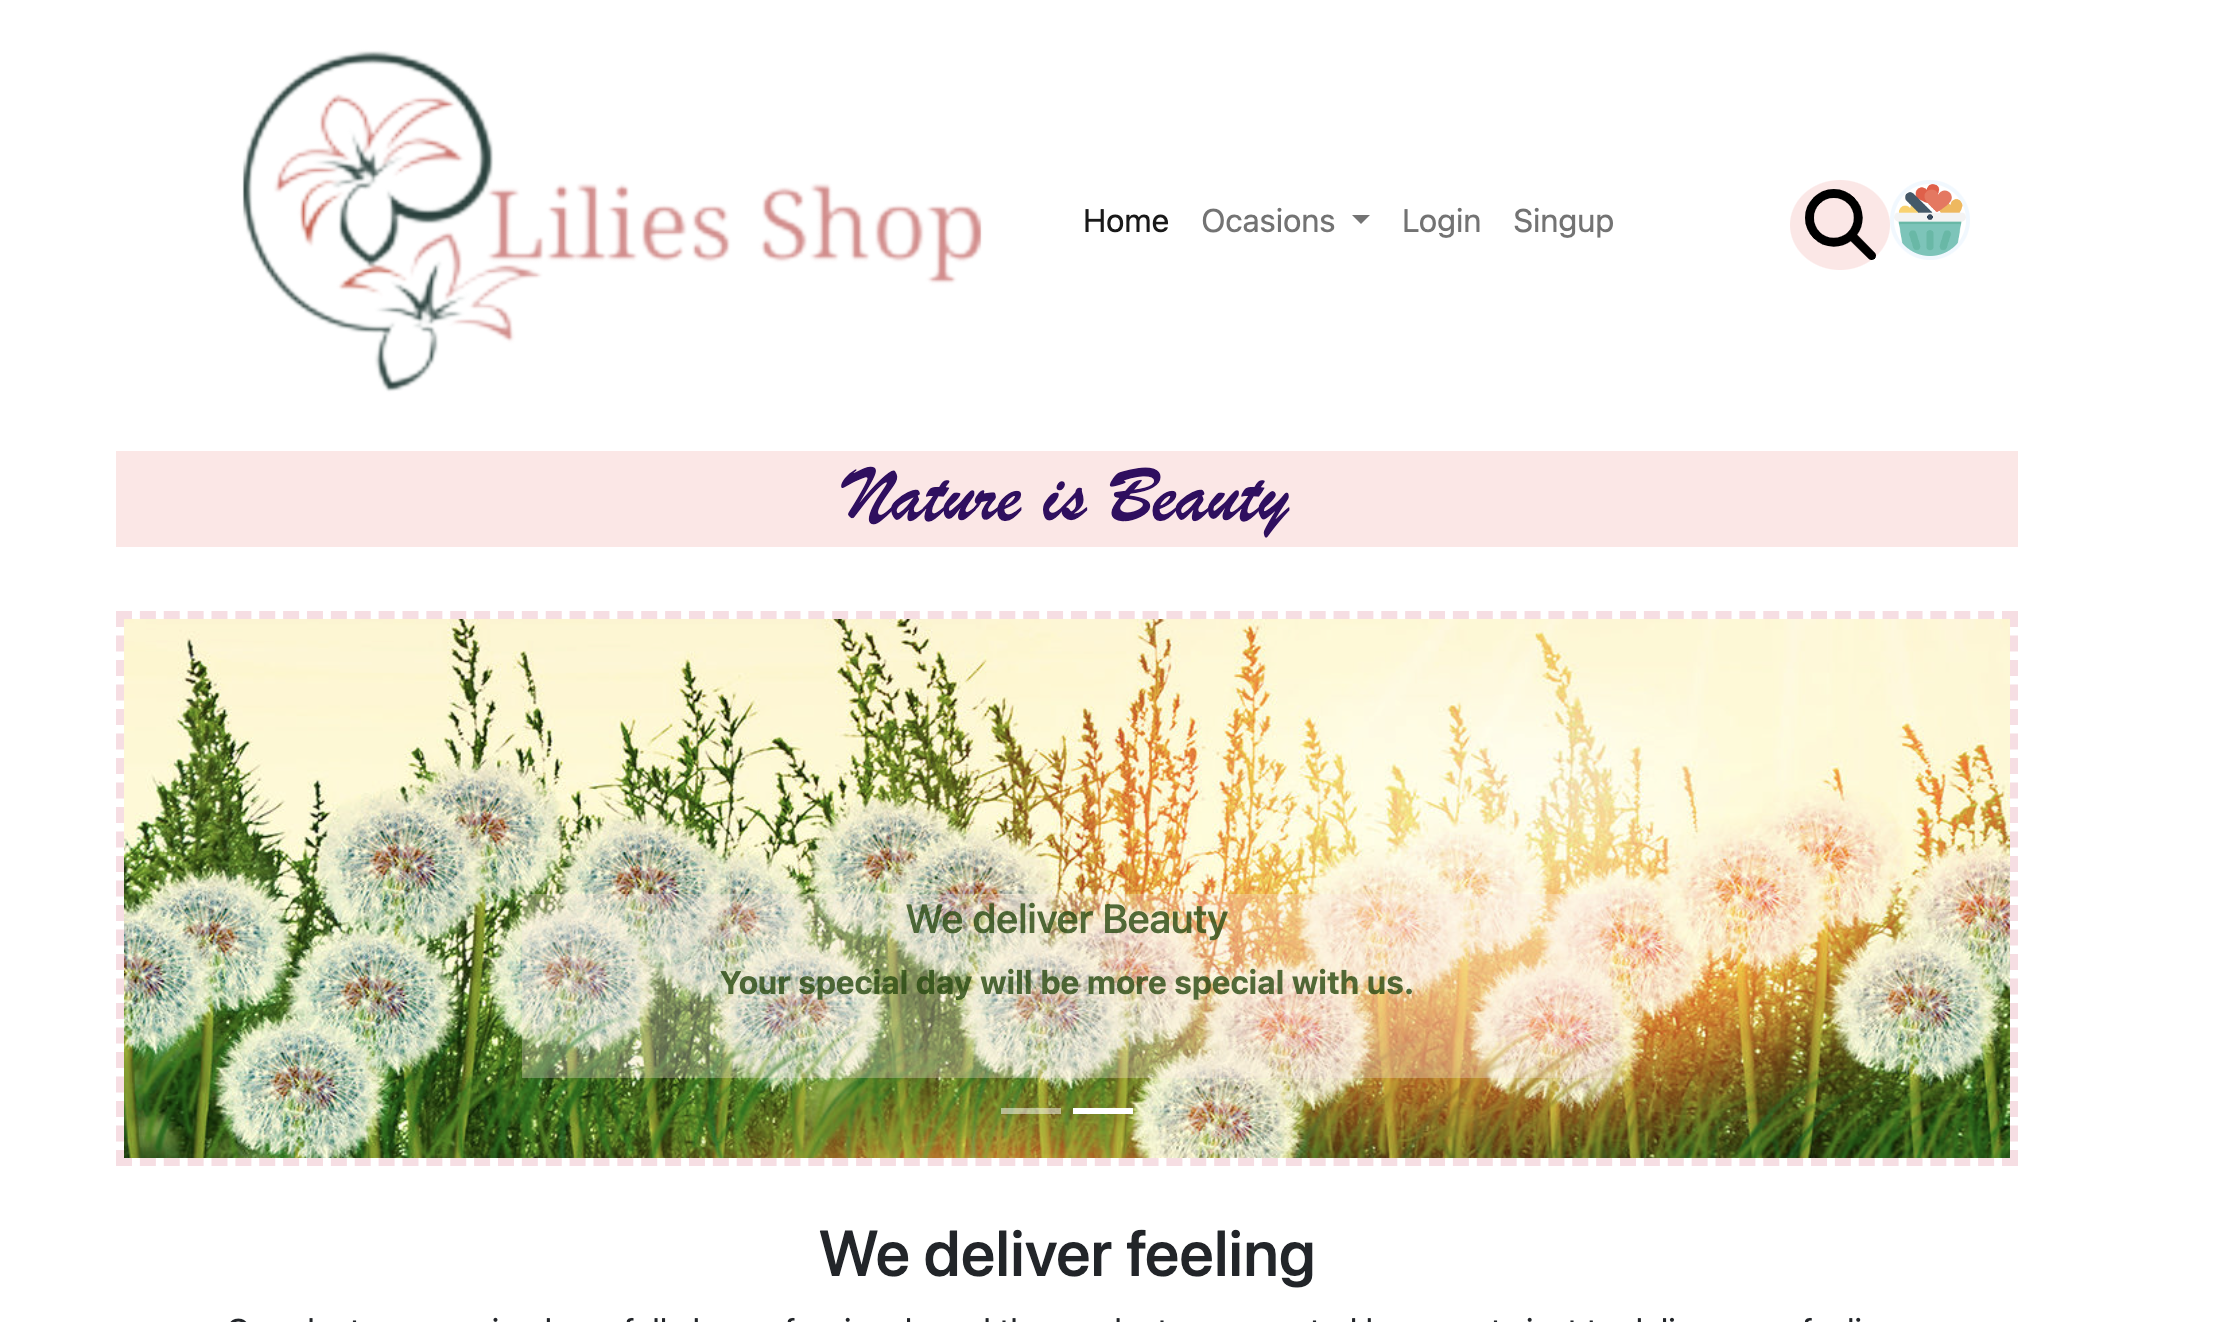 Lilies Shop
Home Ocasions Login Singup
Nature is Beauty
We deliver Beauty
Your special day will be more special with us.
We deliver feeling